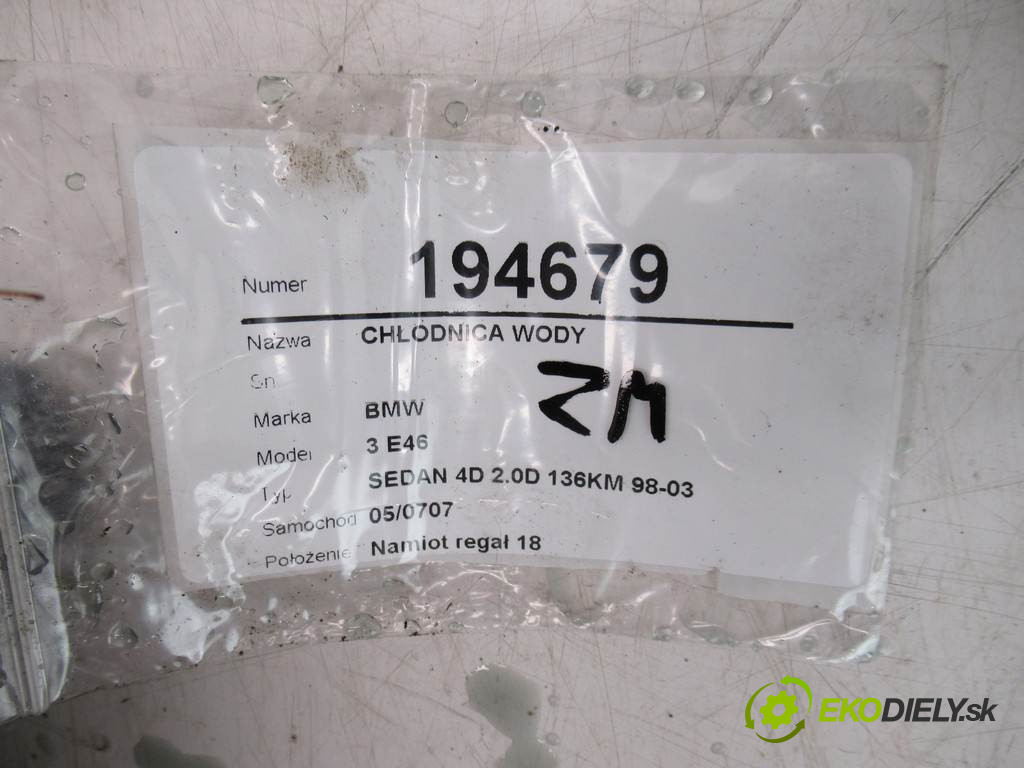 Numer 194679
Nazwa CHŁODNICA WODY
Sn
ZM
Marka BMW
Model 3 E46
Typ SEDAN 4D 2.0D 136KM 98-03
Samochód 05/0707
Położenie Namiot regał 18
EKODIELY.sk